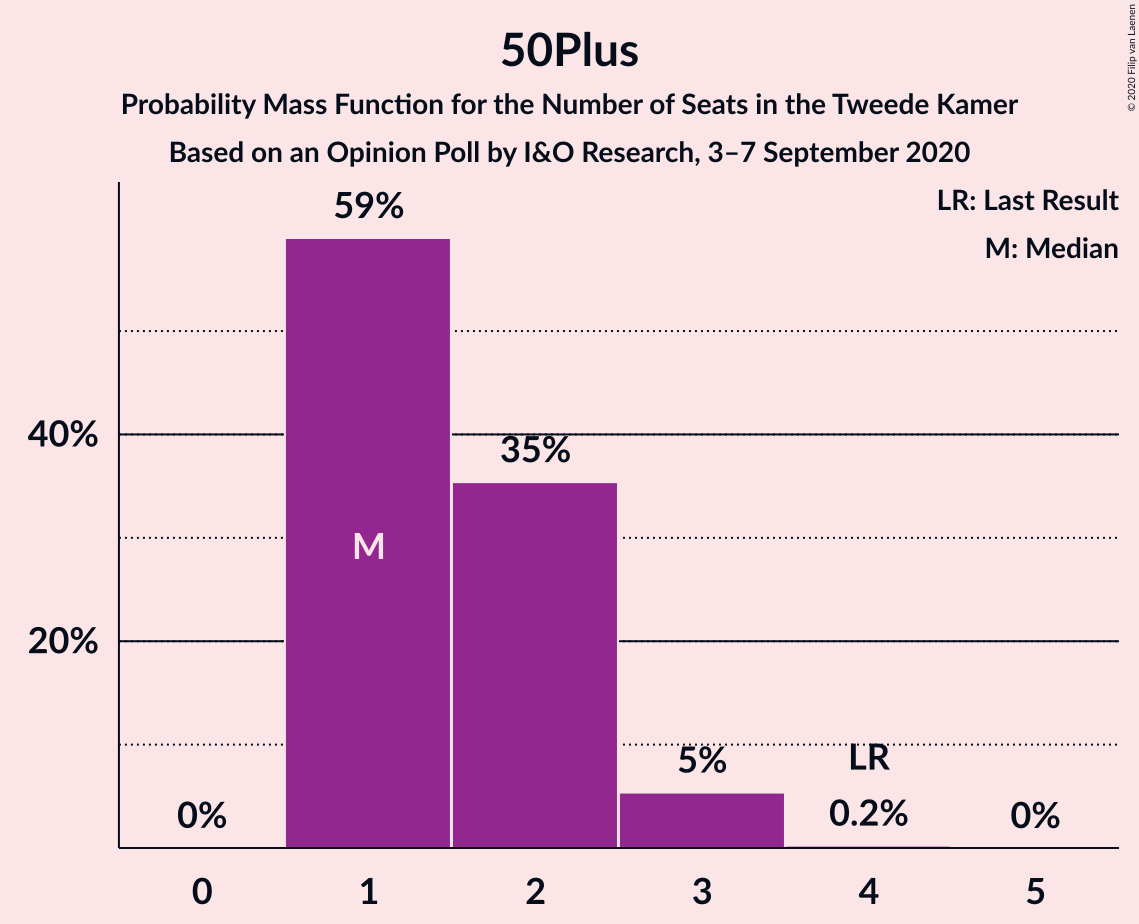 50Plus
Probability Mass Function for the Number of Seats in the Tweede Kamer
Based on an Opinion Poll by I&O Research, 3–7 September 2020
© 2020 Filip van Laenen
LR: Last Result
M: Median
59%
40%
35%
M
20%
5%
LR
0%
0.2%
0%
0 1 2 3 4 5